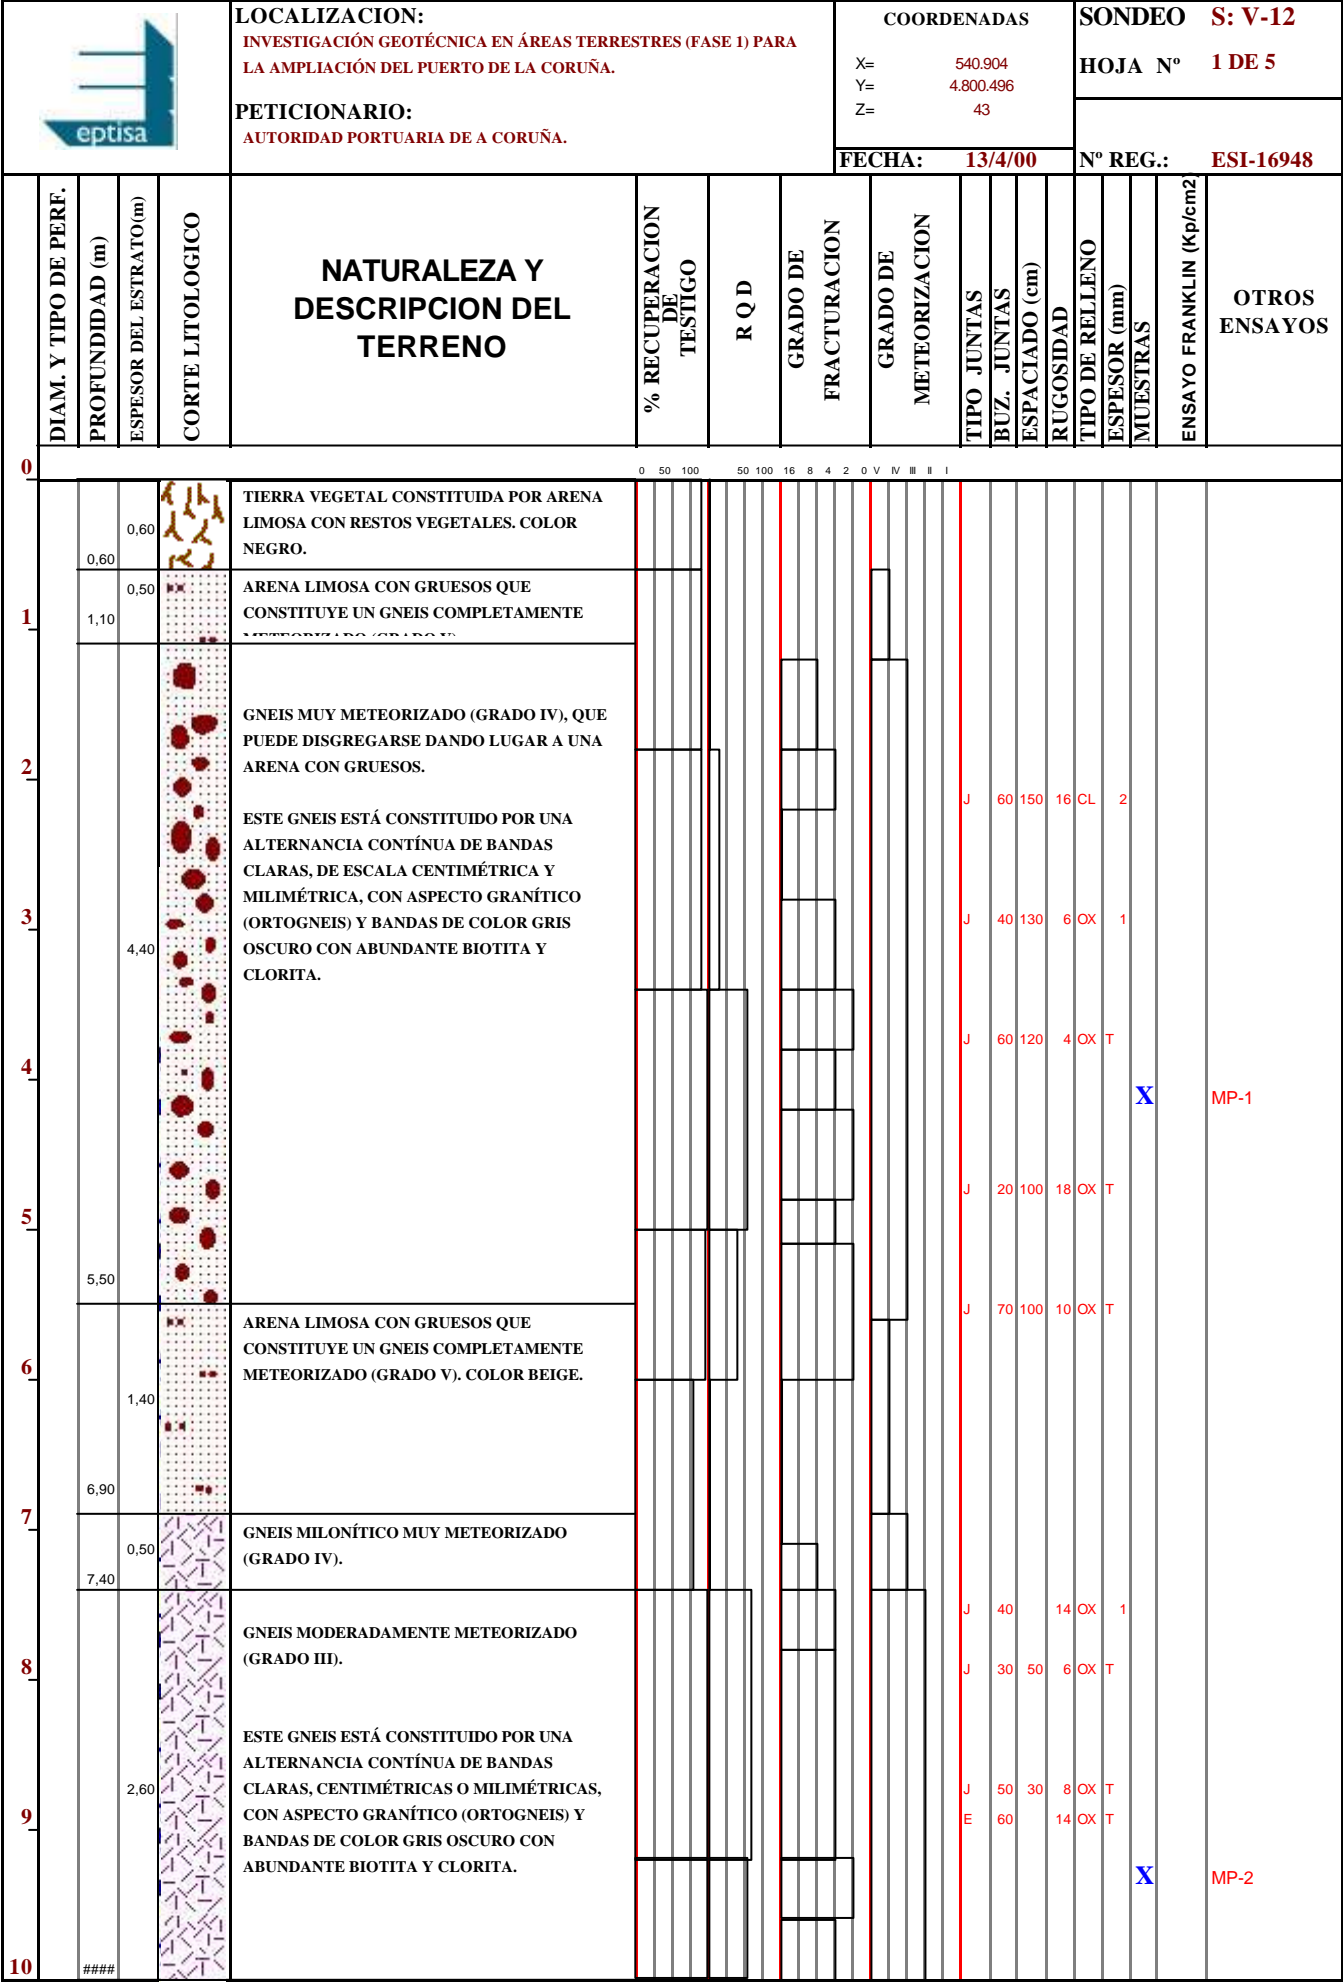 eptisa
LOCALIZACION:
INVESTIGACIÓN GEOTÉCNICA EN ÁREAS TERRESTRES (FASE 1) PARA
LA AMPLIACIÓN DEL PUERTO DE LA CORUÑA.
PETICIONARIO:
AUTORIDAD PORTUARIA DE A CORUÑA.
COORDENADAS
X= 540.904
Y= 4.800.496
Z= 43
FECHA: 13/4/00
SONDEO S: V-12
HOJA Nº 1 DE 5
Nº REG.: ESI-16948
DIAM. Y TIPO DE PERF.
PROFUNDIDAD (m)
ESPESOR DEL ESTRATO(m)
CORTE LITOLOGICO
NATURALEZA Y
DESCRIPCION DEL
TERRENO
% RECUPERACION
DE
TESTIGO
R Q D
GRADO DE
FRACTURACION
GRADO DE
METEORIZACION
TIPO JUNTAS
BUZ. JUNTAS
ESPACIADO (cm)
RUGOSIDAD
TIPO DE RELLENO
ESPESOR (mm)
MUESTRAS
ENSAYO FRANKLIN (Kp/cm2)
OTROS
ENSAYOS
0
0 50 100 50 100 16 8 4 2 0 V IV III II I
TIERRA VEGETAL CONSTITUIDA POR ARENA
LIMOSA CON RESTOS VEGETALES. COLOR
NEGRO.
0,60
0,60
ARENA LIMOSA CON GRUESOS QUE
CONSTITUYE UN GNEIS COMPLETAMENTE
METEORIZADO (GRADO V)
0,50
1
1,10
GNEIS MUY METEORIZADO (GRADO IV), QUE
PUEDE DISGREGARSE DANDO LUGAR A UNA
ARENA CON GRUESOS.
2
J 60 150 16 CL 2
ESTE GNEIS ESTÁ CONSTITUIDO POR UNA
ALTERNANCIA CONTÍNUA DE BANDAS
CLARAS, DE ESCALA CENTIMÉTRICA Y
MILIMÉTRICA, CON ASPECTO GRANÍTICO
(ORTOGNEIS) Y BANDAS DE COLOR GRIS
OSCURO CON ABUNDANTE BIOTITA Y
CLORITA.
3
J 40 130 6 OX 1
4,40
J 60 120 4 OX T
4
X MP-1
J 20 100 18 OX T
5
5,50
J 70 100 10 OX T
ARENA LIMOSA CON GRUESOS QUE
CONSTITUYE UN GNEIS COMPLETAMENTE
METEORIZADO (GRADO V). COLOR BEIGE.
6
1,40
6,90
7
GNEIS MILONÍTICO MUY METEORIZADO
(GRADO IV).
0,50
7,40
J 40 14 OX 1
GNEIS MODERADAMENTE METEORIZADO
(GRADO III).
8
J 30 50 6 OX T
ESTE GNEIS ESTÁ CONSTITUIDO POR UNA
ALTERNANCIA CONTÍNUA DE BANDAS
CLARAS, CENTIMÉTRICAS O MILIMÉTRICAS,
CON ASPECTO GRANÍTICO (ORTOGNEIS) Y
BANDAS DE COLOR GRIS OSCURO CON
ABUNDANTE BIOTITA Y CLORITA.
2,60
J 50 30 8 OX T
9
E 60 14 OX T
X MP-2
10
####